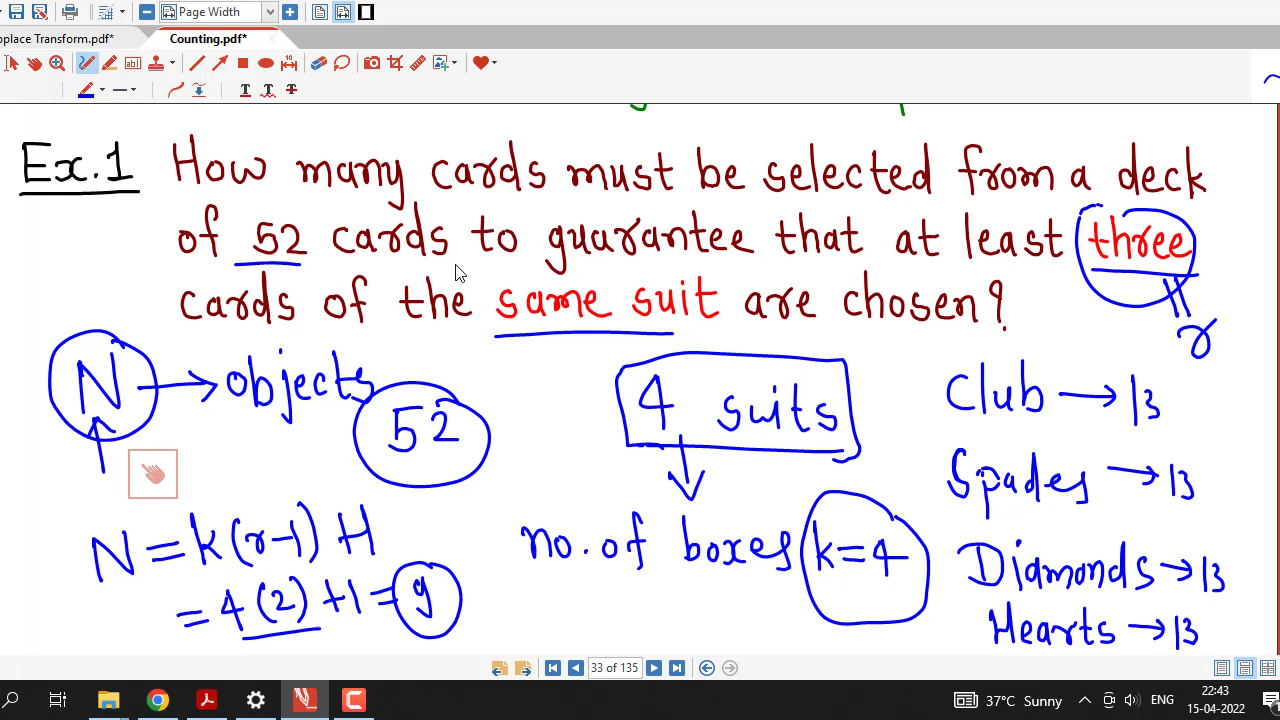 Page Width
pplace Transform.pdf*
Counting.pdf*
Ex.1 How many cards must be selected from a deck
of 52 cards to guarantee that at least three
cards of the same suit are chosen?
r
N → objects
52
4 suits
Club → 13
Spades → 13
N = k(r-1)+1
no. of boxes k=4
= 4(2)+1 = 9
Diamonds → 13
Hearts → 13
33 of 135
37°C Sunny
ENG
22:43
15-04-2022